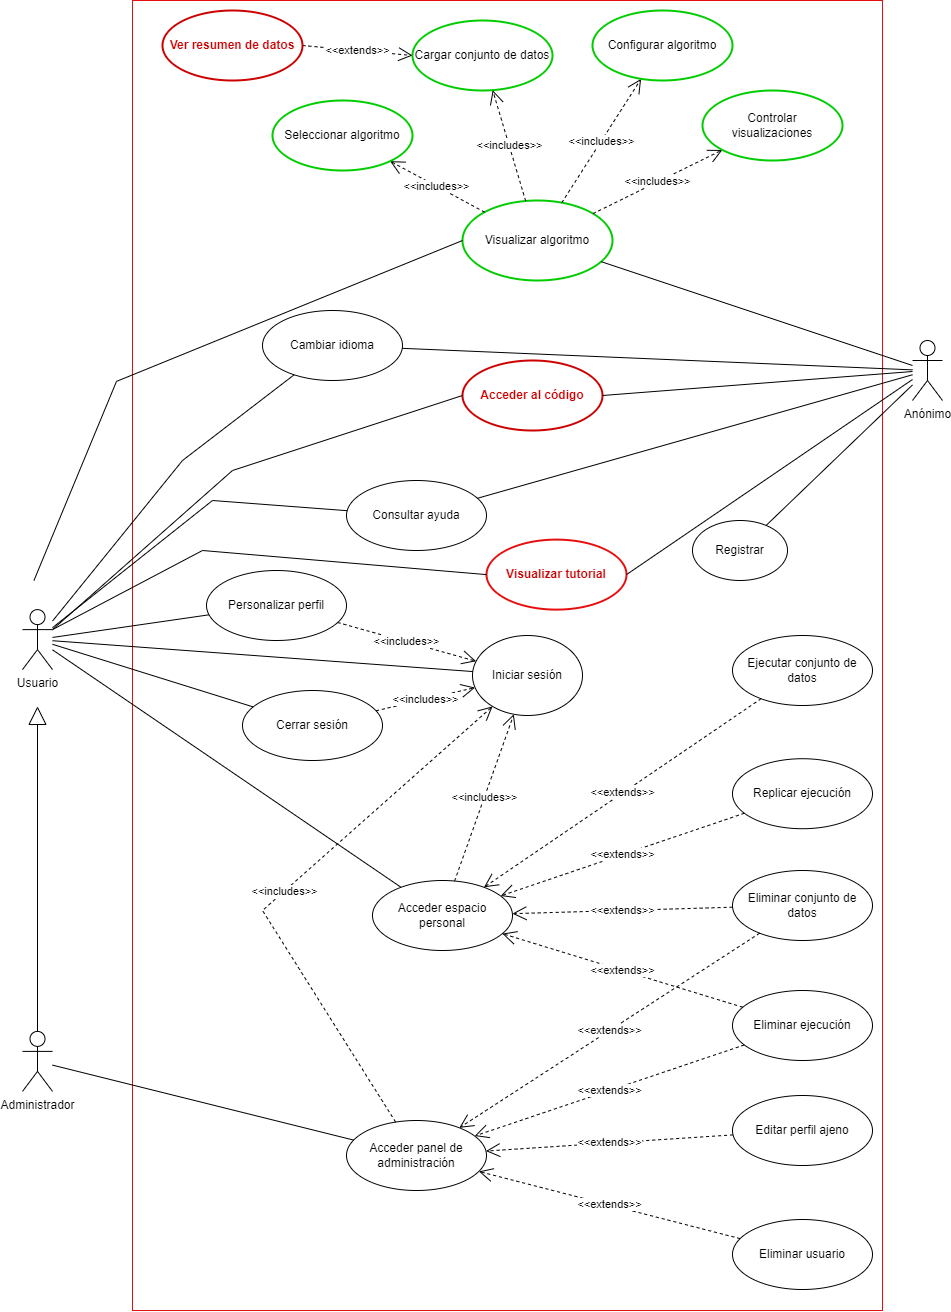 Ver resumen de datos
<<extends>>
Cargar conjunto de datos
Configurar algoritmo
Seleccionar algoritmo
<<includes>>
<<includes>>
Controlar
visualizaciones
<<includes>>
<<includes>>
Visualizar algoritmo
Cambiar idioma
Acceder al código
Anónimo
Consultar ayuda
Registrar
Visualizar tutorial
Personalizar perfil
<<includes>>
Usuario
Iniciar sesión
Ejecutar conjunto de
datos
<<includes>>
Cerrar sesión
<<includes>>
<<extends>>
Replicar ejecución
<<extends>>
<<includes>>
Acceder espacio
personal
<<extends>>
Eliminar conjunto de
datos
<<extends>>
<<extends>>
Eliminar ejecución
Administrador
<<extends>>
Acceder panel de
administración
<<extends>>
Editar perfil ajeno
<<extends>>
Eliminar usuario